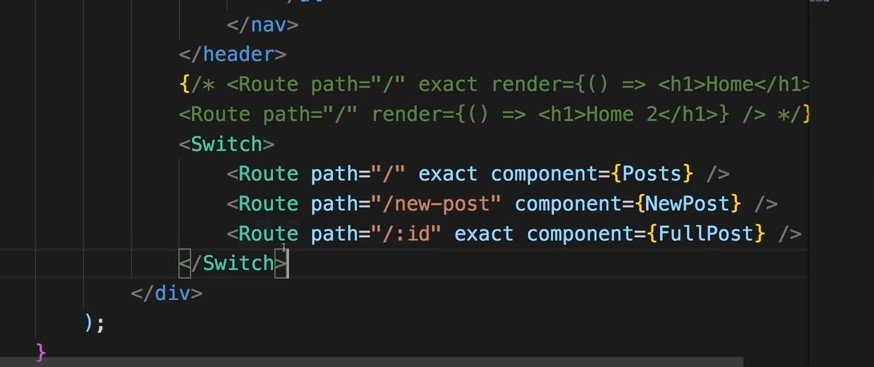 </nav>
</header>
{/* <Route path="/" exact render={() => <h1>Home</h1>
<Route path="/" render={() => <h1>Home 2</h1>} /> */}
<Switch>
<Route path="/" exact component={Posts} />
<Route path="/new-post" component={NewPost} />
<Route path="/:id" exact component={FullPost} />
</Switch>
</div>
);
}